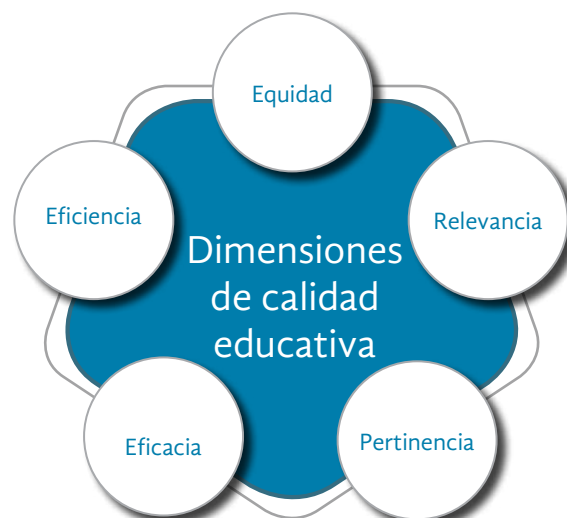 Equidad
Eficiencia
Relevancia
Dimensiones
de calidad
educativa
Eficacia
Pertinencia